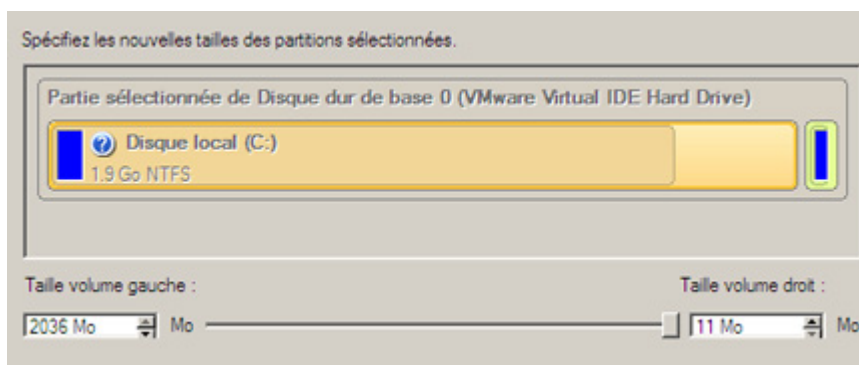 Spécifiez les nouvelles tailles des partitions sélectionnées.
Partie sélectionnée de Disque dur de base 0 (VMware Virtual IDE Hard Drive)
Disque local (C:)
1.9 Go NTFS
Taille volume gauche : Taille volume droit :
2036 Mo Mo 11 Mo Mo